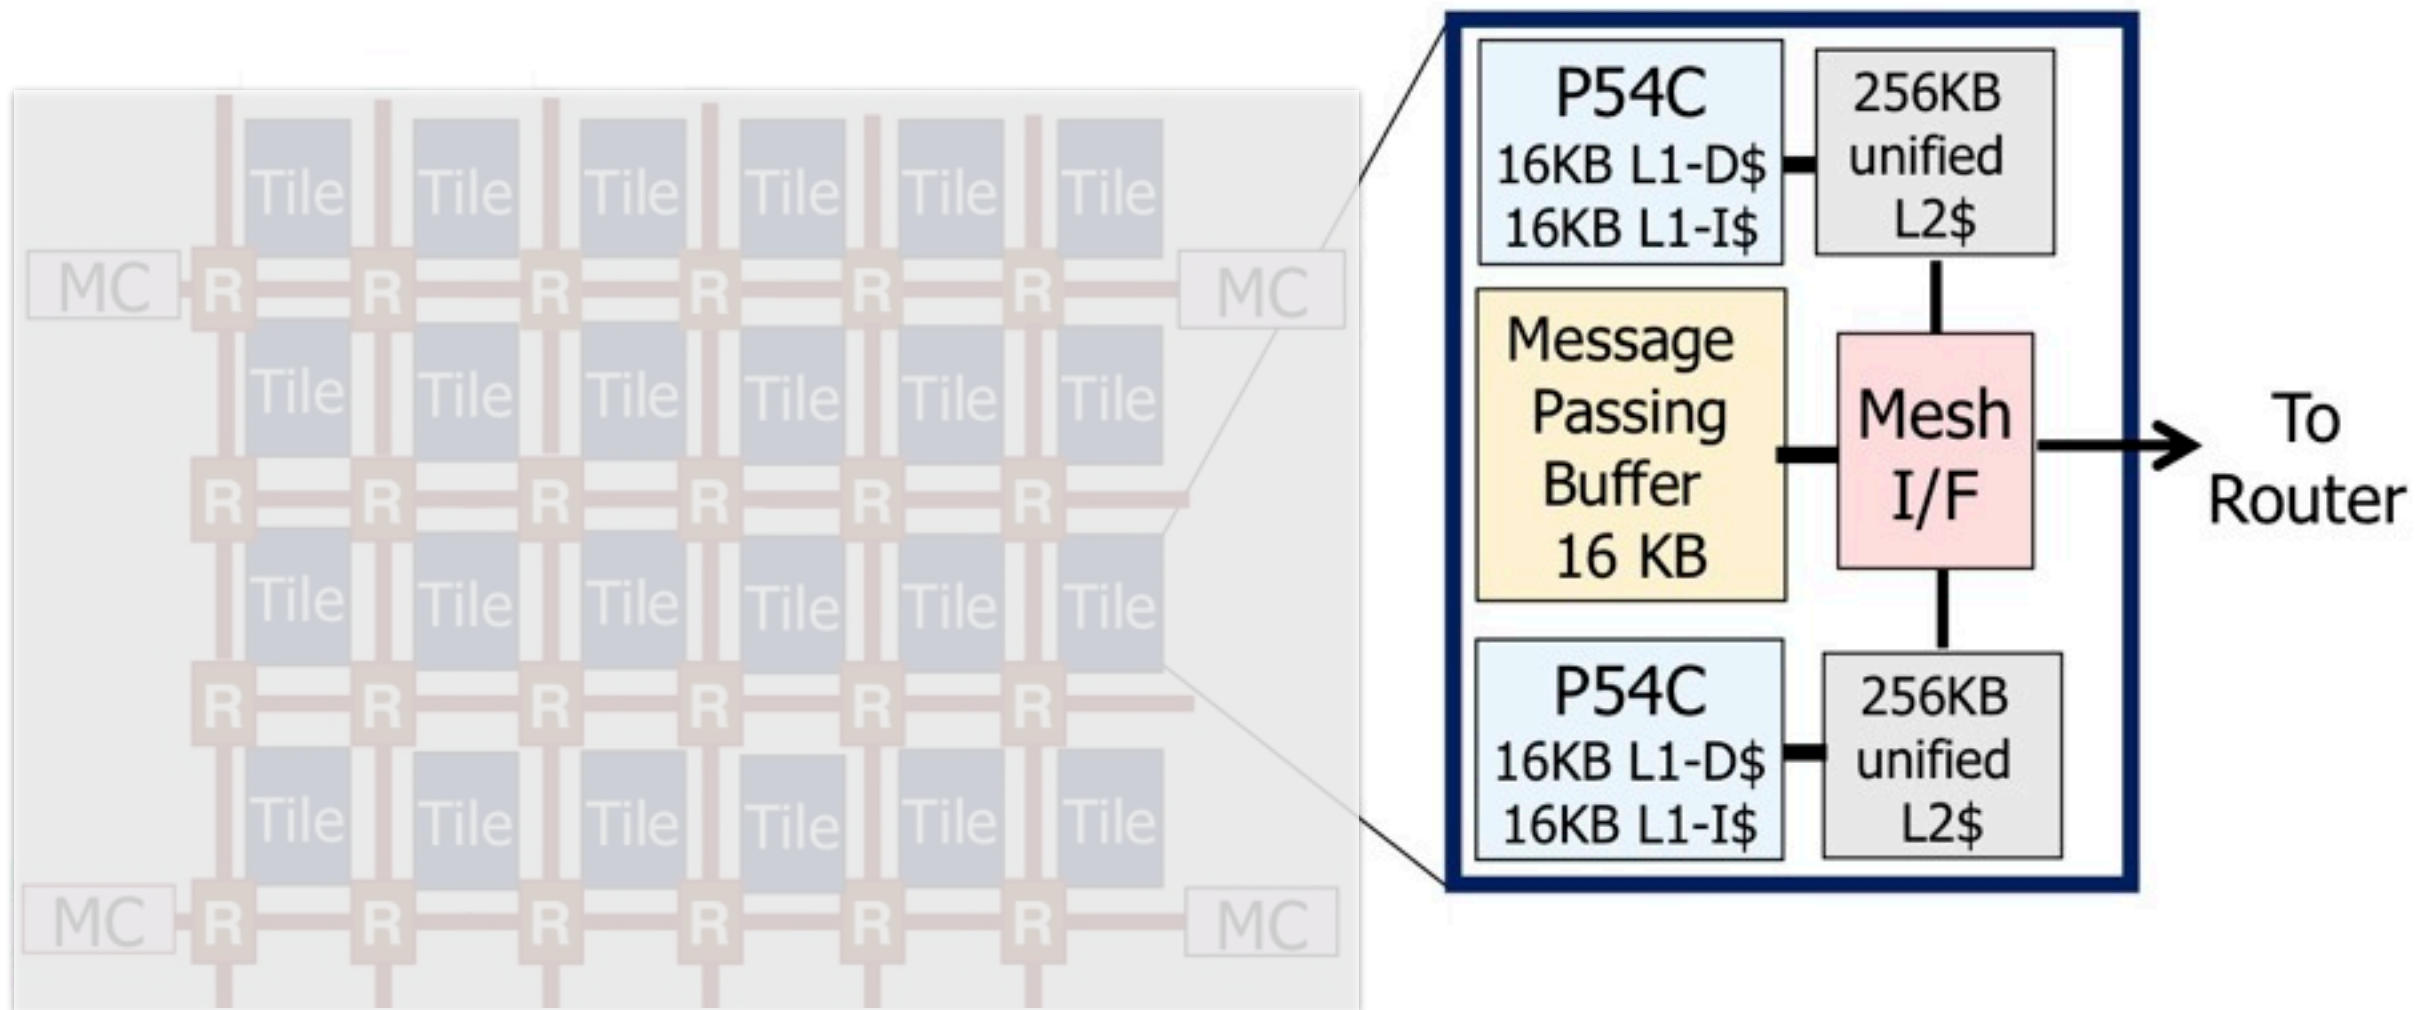 Tile Tile Tile Tile Tile Tile
MC R R R R R R MC
Tile Tile Tile Tile Tile Tile
R R R R R R
Tile Tile Tile Tile Tile Tile
R R R R R R
Tile Tile Tile Tile Tile Tile
MC R R R R R R MC
P54C
16KB L1-D$
16KB L1-I$
256KB
unified
L2$
Message
Passing
Buffer
16 KB
Mesh
I/F
To
Router
P54C
16KB L1-D$
16KB L1-I$
256KB
unified
L2$